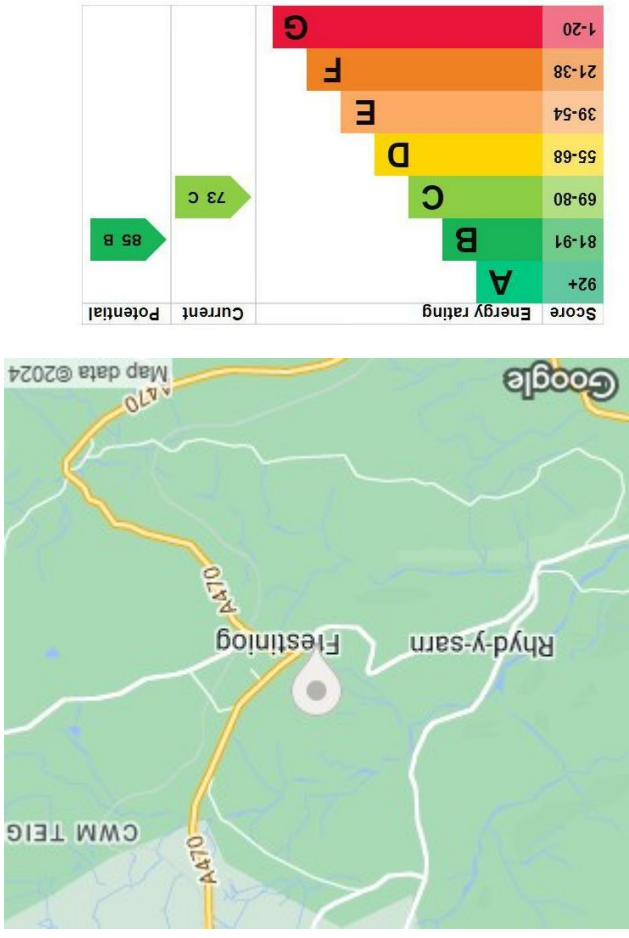 A470
CWM TEIG
Rhyd-y-sarn Ffestiniog
A470
A470
Google Map data ©2024
Score Energy rating Current Potential
92+ A
81-91 B 85 B
69-80 C 73 C
55-68 D
39-54 E
21-38 F
1-20 G